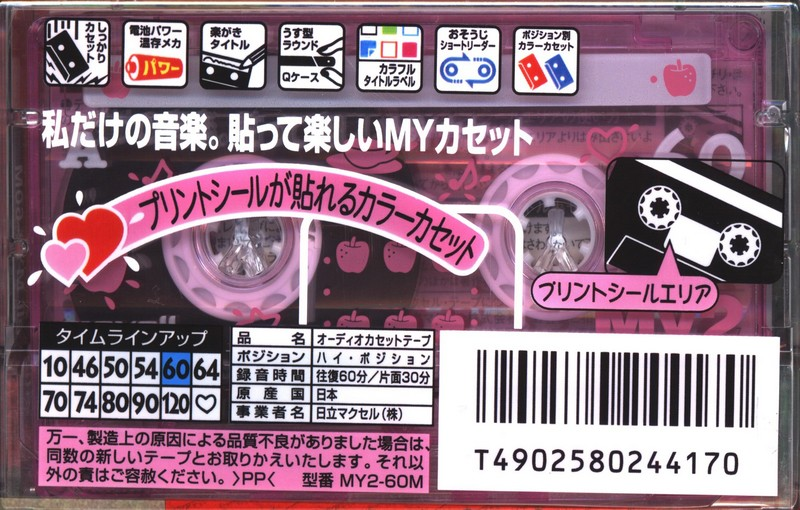 しっかり
カセット
電池パワー
温存メカ
パワー
楽がき
タイトル
うす型
ラウンド
Qケース
カラフル
タイトルラベル
おそうじ
ショートリーダー
ポジション別
カラーカセット
私だけの音楽。貼って楽しいMYカセット
A
60
プリントシールが貼れるカラーカセット
プリントシールエリア
MY2
タイムラインアップ
10 46 50 54 60 64
70 74 80 90 120 ♡
品名 オーディオカセットテープ
ポジション ハイ・ポジション
録音時間 往復60分／片面30分
原産国 日本
事業者名 日立マクセル(株)
万一、製造上の原因による品質不良がありました場合は、
同数の新しいテープとお取りかえいたします。それ以
外の責はご容赦ください。 〉PP〈 型番 MY2-60M
T4902580244170